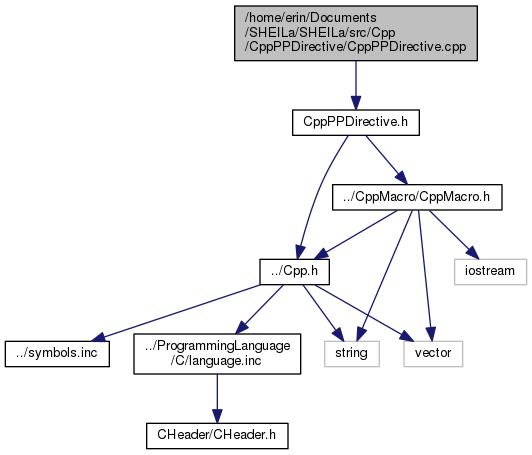 /home/erin/Documents
/SHEILa/SHEILa/src/Cpp
/CppPPDirective/CppPPDirective.cpp
CppPPDirective.h
../CppMacro/CppMacro.h
../Cpp.h
iostream
../symbols.inc
../ProgrammingLanguage
/C/language.inc
string
vector
CHeader/CHeader.h